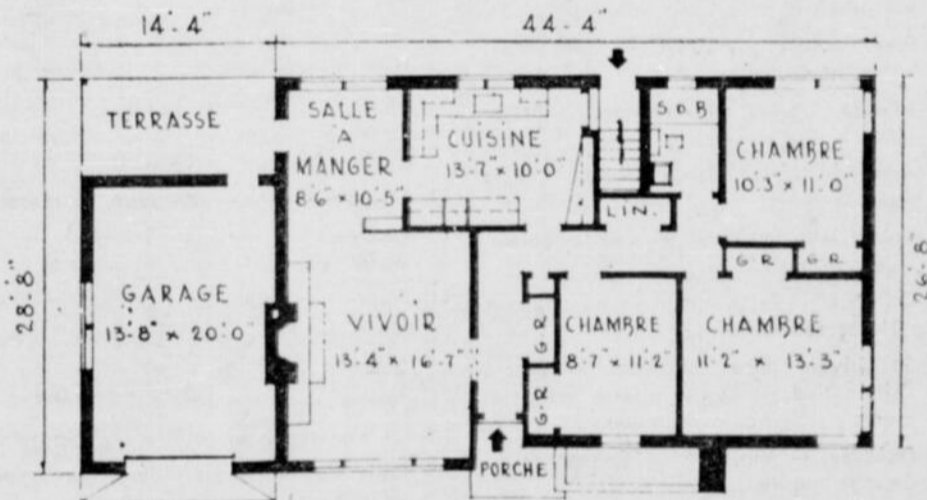 14'-4"
44'-4"
TERRASSE
SALLE
A
MANGER
8'6" × 10'5"
CUISINE
13'-7" × 10'0"
S.D.B
CHAMBRE
10'3" × 11'0"
LIN.
G R
G R
28'-8"
26'-8"
GARAGE
13'-8" × 20'0"
VIVOIR
13'-4" × 16'-7"
G.R
G.R
CHAMBRE
8'-7" × 11'-2"
CHAMBRE
11'-2" × 13'-3"
PORCHE